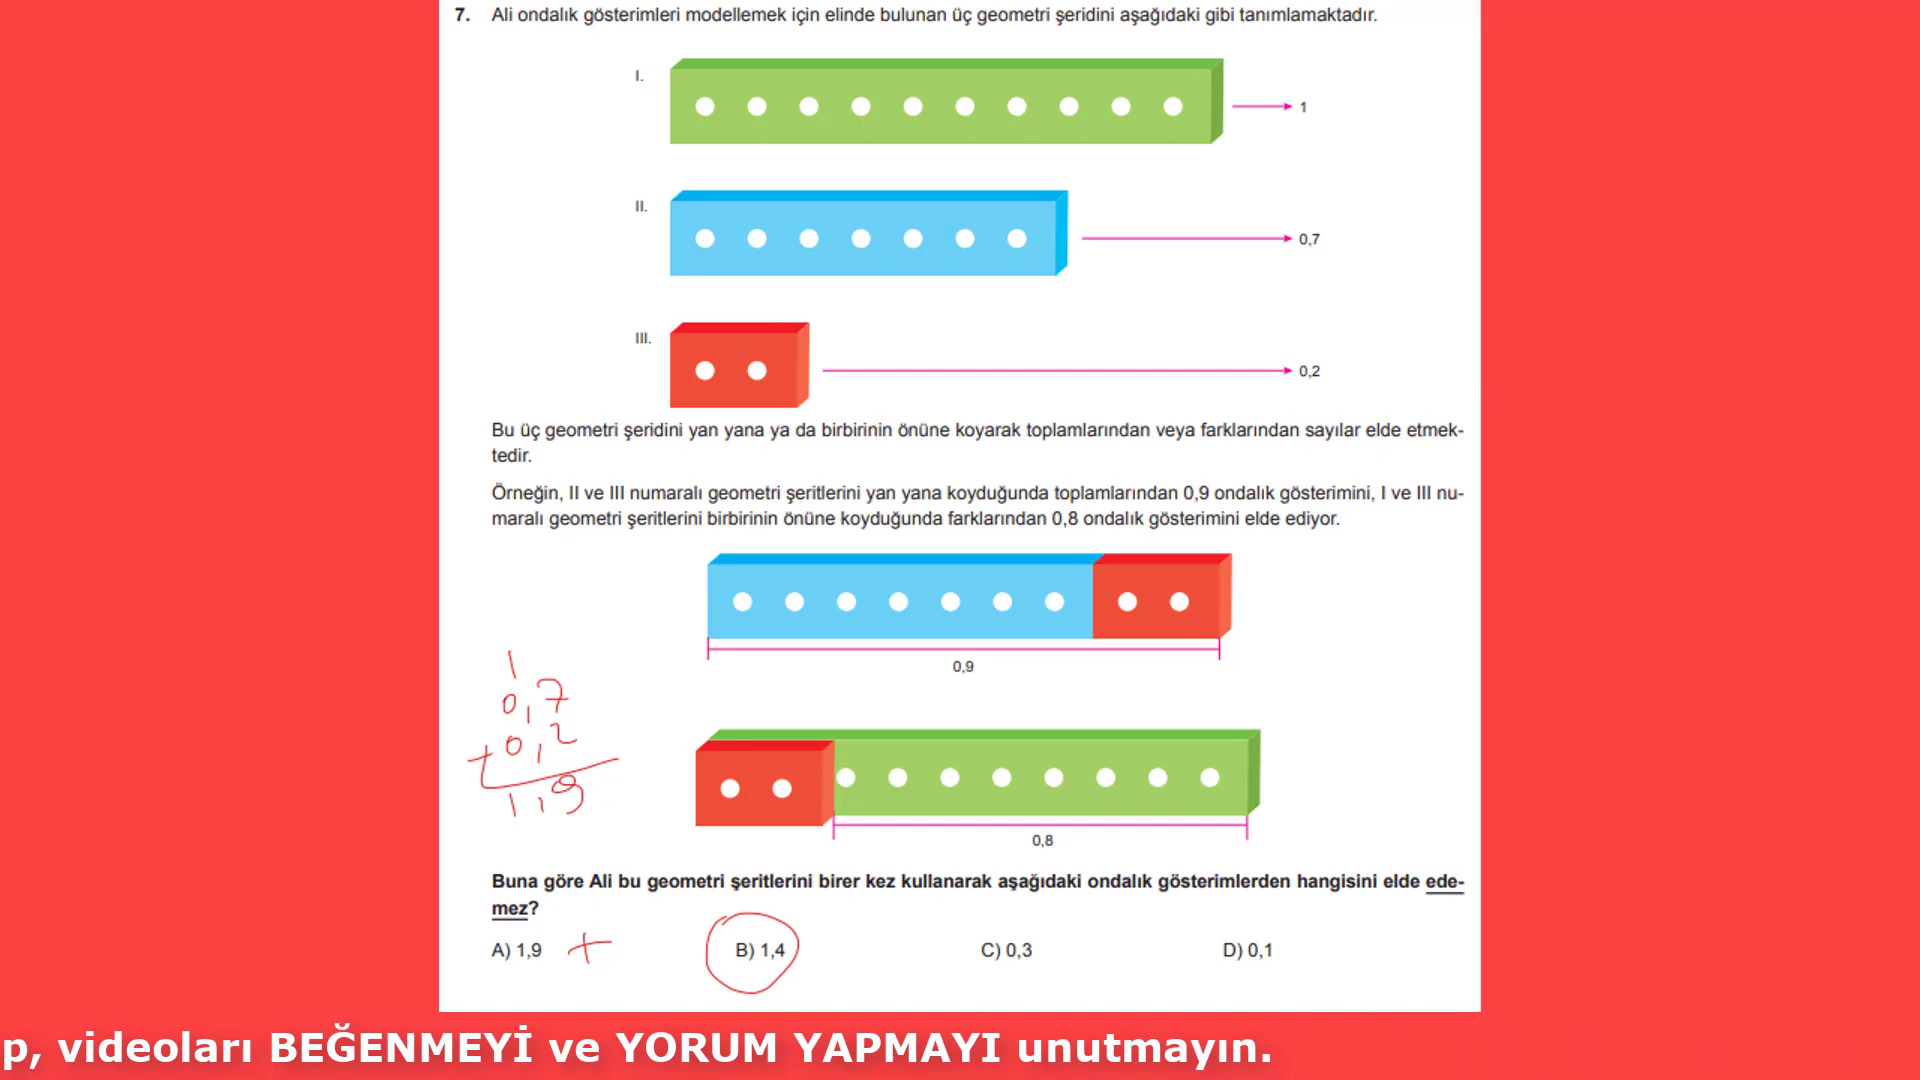 7. Ali ondalık gösterimleri modellemek için elinde bulunan üç geometri şeridini aşağıdaki gibi tanımlamaktadır.
I.
1
II.
0,7
III.
0,2
Bu üç geometri şeridini yan yana ya da birbirinin önüne koyarak toplamlarından veya farklarından sayılar elde etmek-
tedir.
Örneğin, II ve III numaralı geometri şeritlerini yan yana koyduğunda toplamlarından 0,9 ondalık gösterimini, I ve III nu-
maralı geometri şeritlerini birbirinin önüne koyduğunda farklarından 0,8 ondalık gösterimini elde ediyor.
0,9
1
0,7
+ 0,2
1,9
0,8
Buna göre Ali bu geometri şeritlerini birer kez kullanarak aşağıdaki ondalık gösterimlerden hangisini elde ede-
mez?
A) 1,9 + B) 1,4 C) 0,3 D) 0,1
p, videoları BEĞENMEYİ ve YORUM YAPMAYI unutmayın.